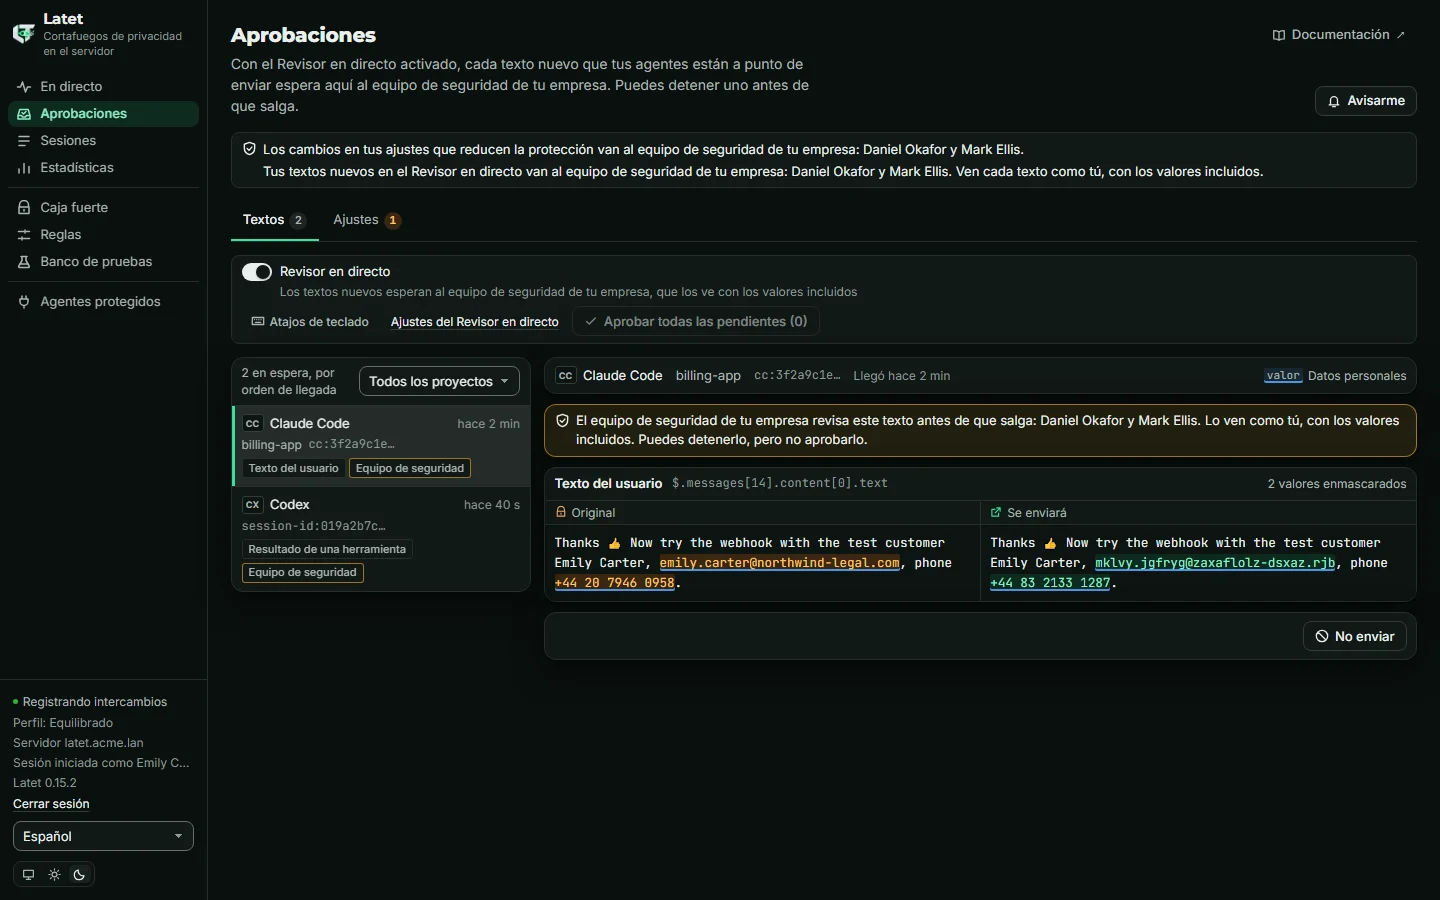 Latet
Cortafuegos de privacidad
en el servidor
En directo
Aprobaciones
Sesiones
Estadísticas
Caja fuerte
Reglas
Banco de pruebas
Agentes protegidos
Registrando intercambios
Perfil: Equilibrado
Servidor latet.acme.lan
Sesión iniciada como Emily C...
Latet 0.15.2
Cerrar sesión
Español
Aprobaciones
Documentación ↗
Con el Revisor en directo activado, cada texto nuevo que tus agentes están a punto de
enviar espera aquí al equipo de seguridad de tu empresa. Puedes detener uno antes de
que salga.
Avisarme
Los cambios en tus ajustes que reducen la protección van al equipo de seguridad de tu empresa: Daniel Okafor y Mark Ellis.
Tus textos nuevos en el Revisor en directo van al equipo de seguridad de tu empresa: Daniel Okafor y Mark Ellis. Ven cada texto como tú, con los valores incluidos.
Textos 2 Ajustes 1
Revisor en directo
Los textos nuevos esperan al equipo de seguridad de tu empresa, que los ve con los valores incluidos
Atajos de teclado Ajustes del Revisor en directo Aprobar todas las pendientes (0)
2 en espera, por
orden de llegada
Todos los proyectos
CC Claude Code hace 2 min
billing-app cc:3f2a9c1e…
Texto del usuario Equipo de seguridad
CX Codex hace 40 s
session-id:019a2b7c…
Resultado de una herramienta
Equipo de seguridad
CC Claude Code billing-app cc:3f2a9c1e… Llegó hace 2 min valor Datos personales
El equipo de seguridad de tu empresa revisa este texto antes de que salga: Daniel Okafor y Mark Ellis. Lo ven como tú, con los valores
incluidos. Puedes detenerlo, pero no aprobarlo.
Texto del usuario $.messages[14].content[0].text 2 valores enmascarados
Original
Thanks 👍 Now try the webhook with the test customer
Emily Carter, emily.carter@northwind-legal.com, phone
+44 20 7946 0958.
Se enviará
Thanks 👍 Now try the webhook with the test customer
Emily Carter, mklvy.jgfryg@zaxaflolz-dsxaz.rjb, phone
+44 83 2133 1287.
No enviar